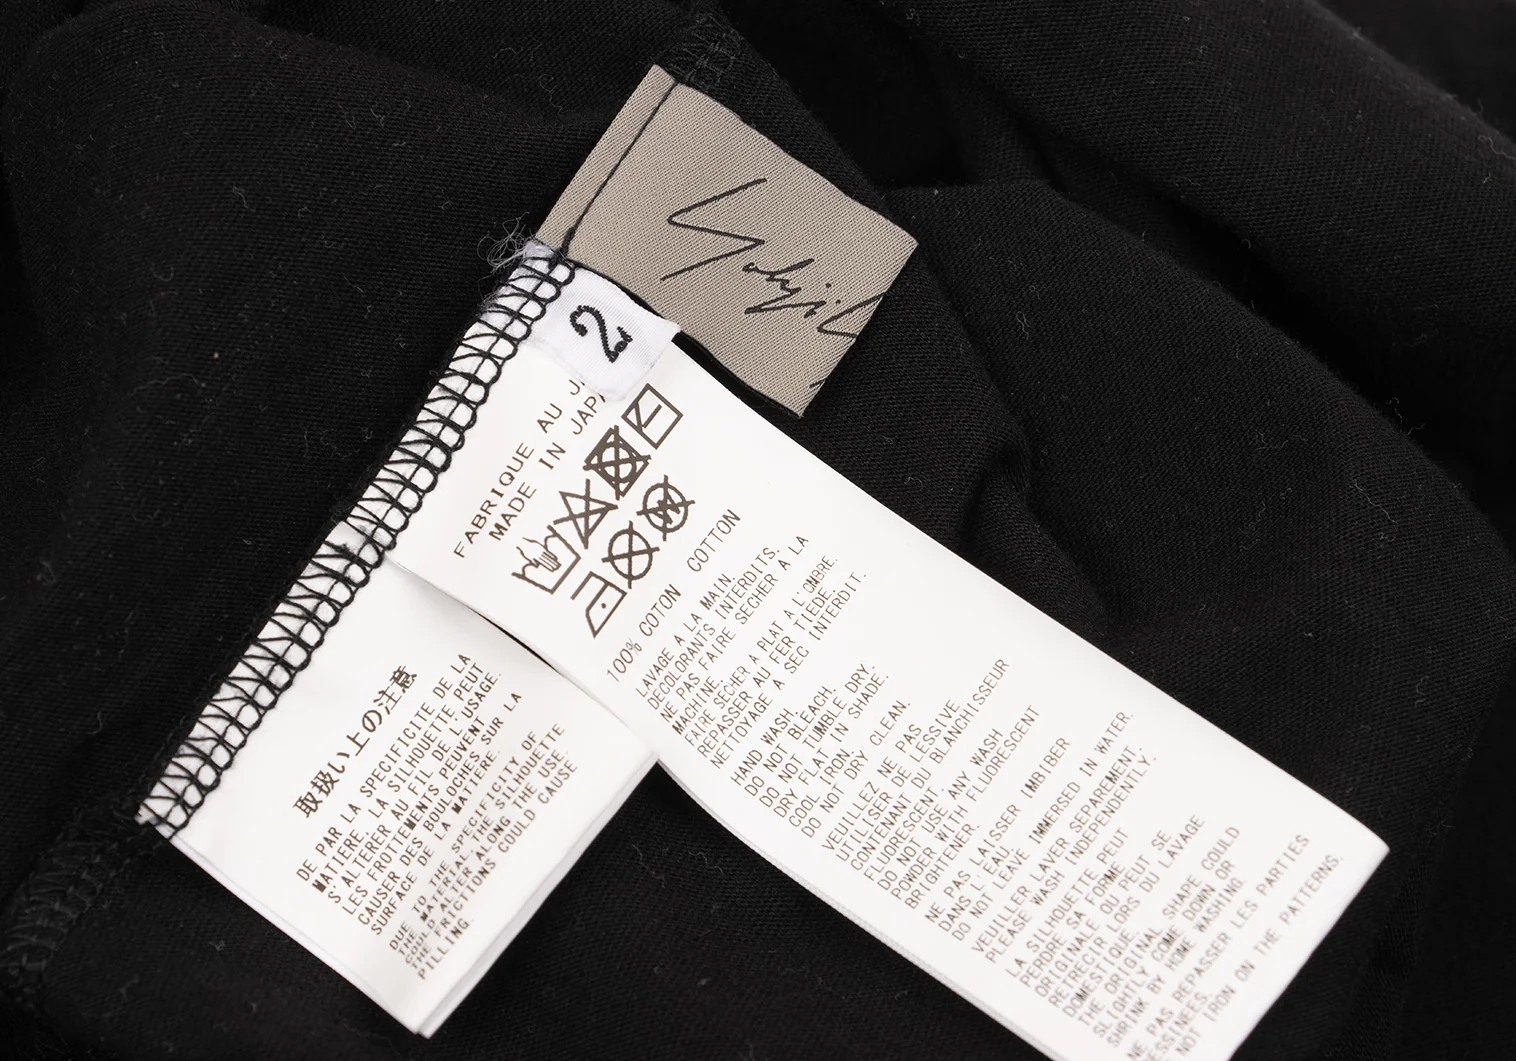 Yohji
2
FABRIQUE AU J
MADE IN JAP
100% COTON COTTON
LAVAGE A LA MAIN.
DECOLORANTS INTERDITS.
NE PAS FAIRE SECHER A LA
MACHINE.
FAIRE SECHER A PLAT A L'OMBRE.
REPASSER AU FER TIEDE.
NETTOYAGE A SEC INTERDIT.
HAND WASH.
DO NOT BLEACH.
DO NOT TUMBLE DRY.
DRY FLAT IN SHADE.
COOL IRON.
DO NOT DRY CLEAN.
VEUILLEZ NE PAS
UTILISER DE LESSIVE
CONTENANT DU BLANCHISSEUR
FLUORESCENT.
DO NOT USE ANY WASH
POWDER WITH A FLUORESCENT
BRIGHTENER.
NE PAS LAISSER IMBIBER
DANS L'EAU.
DO NOT LEAVE IMMERSED IN WATER.
VEUILLER LAVER SEPAREMENT.
PLEASE WASH INDEPENDENTLY.
LA SILHOUETTE PEUT
PERDRE SA FORME
ORIGINALE OU PEUT SE
RETRECIR LORS DU LAVAGE
DOMESTIQUE.
THE ORIGINAL SHAPE COULD
SLIGHTLY COME DOWN OR
SHRINK BY HOME WASHING.
NE PAS REPASSER LES PARTIES
ESSINEES.
NOT IRON ON THE PATTERNS.
取扱い上の注意
DE PAR LA SPECIFICITE DE LA
MATIERE, LA SILHOUETTE PEUT
S'ALTERER AU FIL DE L'USAGE.
LES FROTTEMENTS PEUVENT
CAUSER DES BOULOCHES SUR LA
SURFACE DE LA MATIERE.
DUE TO THE SPECIFICITY OF
THE MATERIAL, THE SILHOUETTE
COULD ALTER ALONG THE USE.
THE FRICTIONS COULD CAUSE
PILLING.